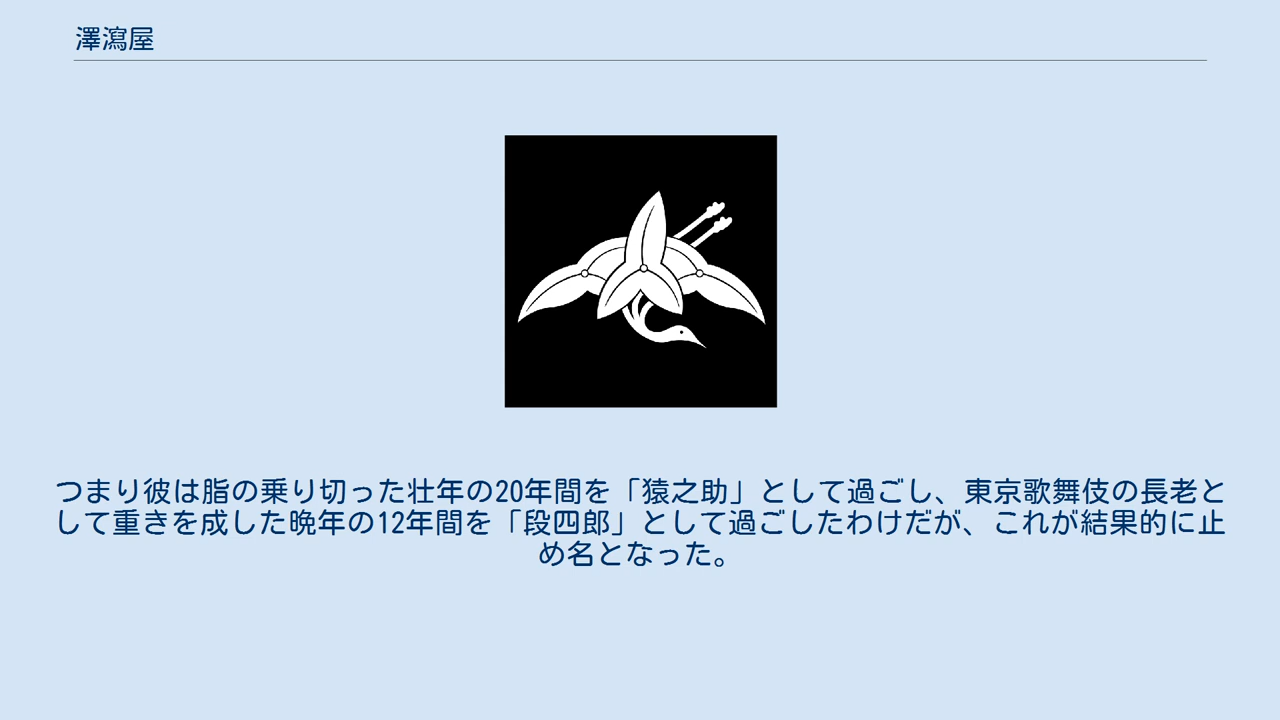 澤瀉屋
つまり彼は脂の乗り切った壮年の20年間を「猿之助」として過ごし、東京歌舞伎の長老と
して重きを成した晩年の12年間を「段四郎」として過ごしたわけだが、これが結果的に止
め名となった。